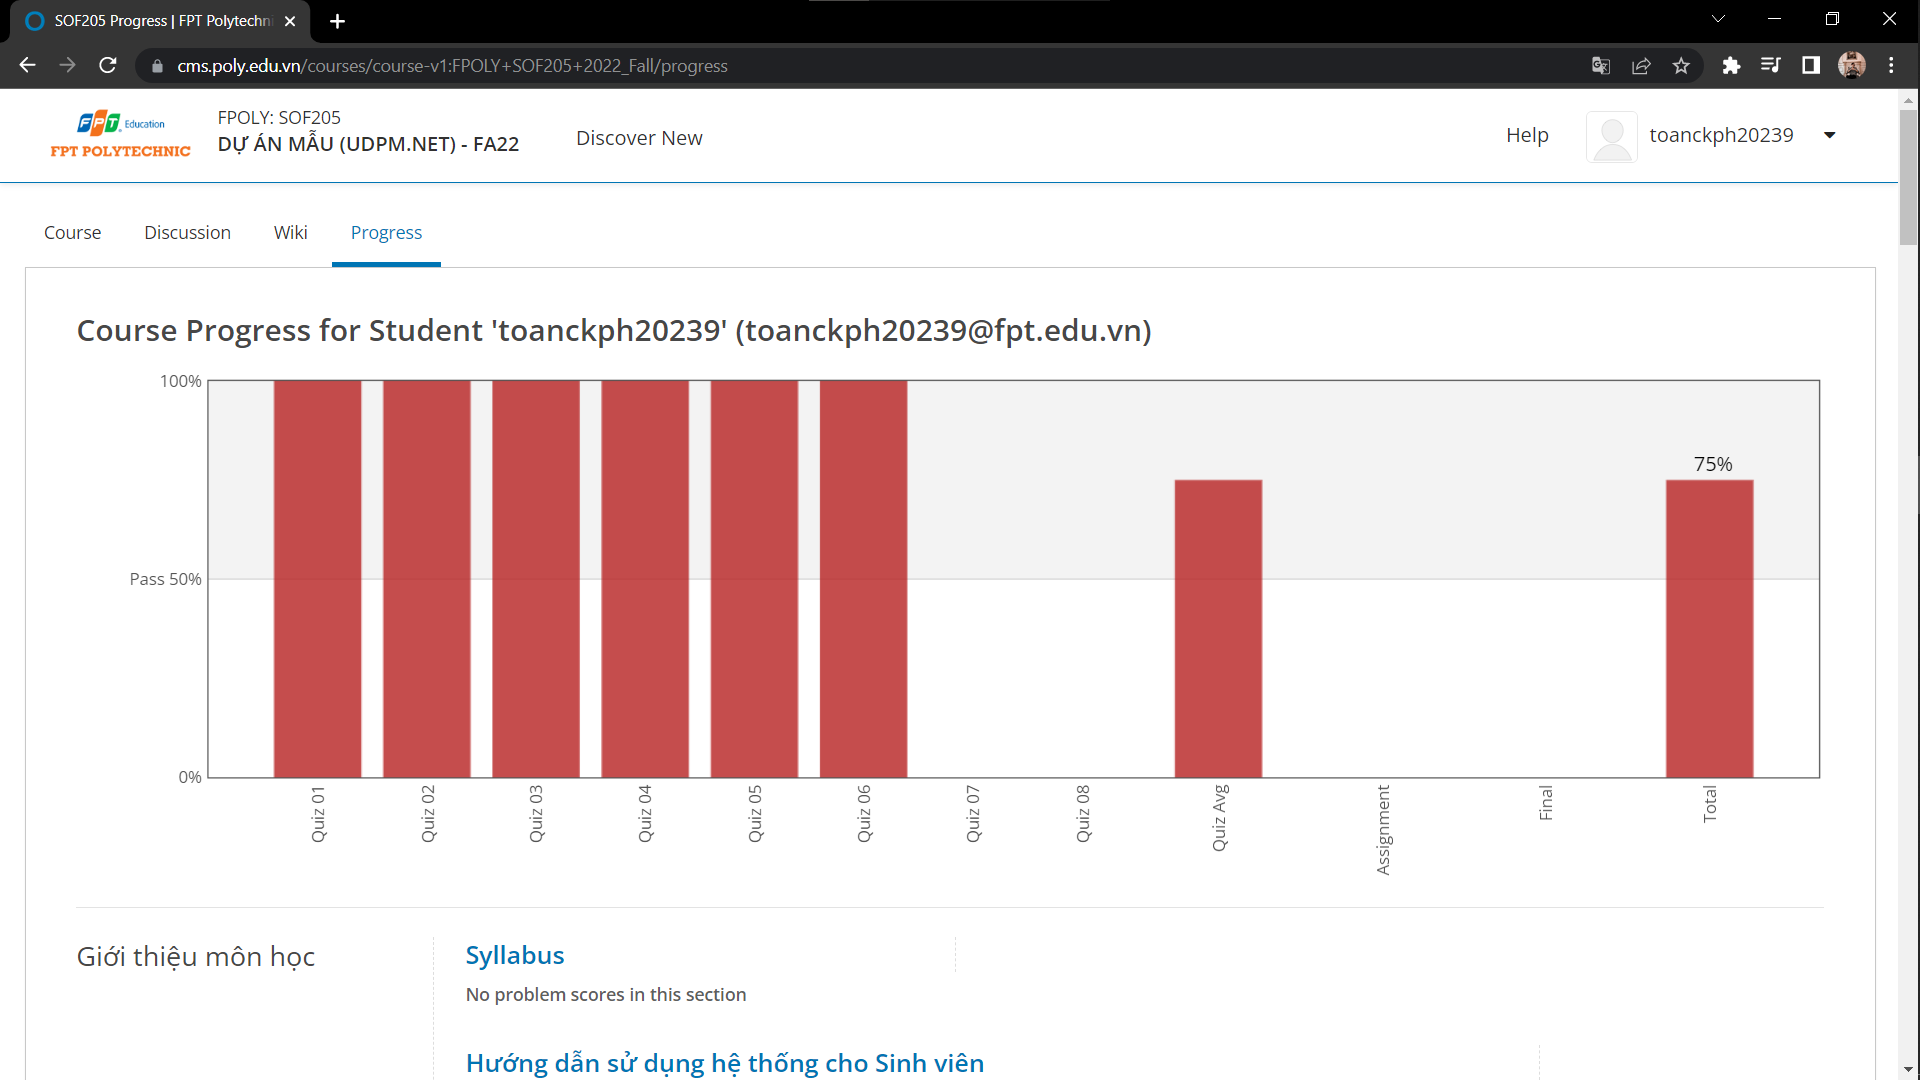 SOF205 Progress | FPT Polytechni
cms.poly.edu.vn/courses/course-v1:FPOLY+SOF205+2022_Fall/progress
FPT Education
FPT POLYTECHNIC
FPOLY: SOF205
DỰ ÁN MẪU (UDPM.NET) - FA22
Discover New
Help
toanckph20239
Course
Discussion
Wiki
Progress
Course Progress for Student 'toanckph20239' (toanckph20239@fpt.edu.vn)
100%
Pass 50%
0%
75%
Quiz 01
Quiz 02
Quiz 03
Quiz 04
Quiz 05
Quiz 06
Quiz 07
Quiz 08
Quiz Avg
Assignment
Final
Total
Giới thiệu môn học
Syllabus
No problem scores in this section
Hướng dẫn sử dụng hệ thống cho Sinh viên